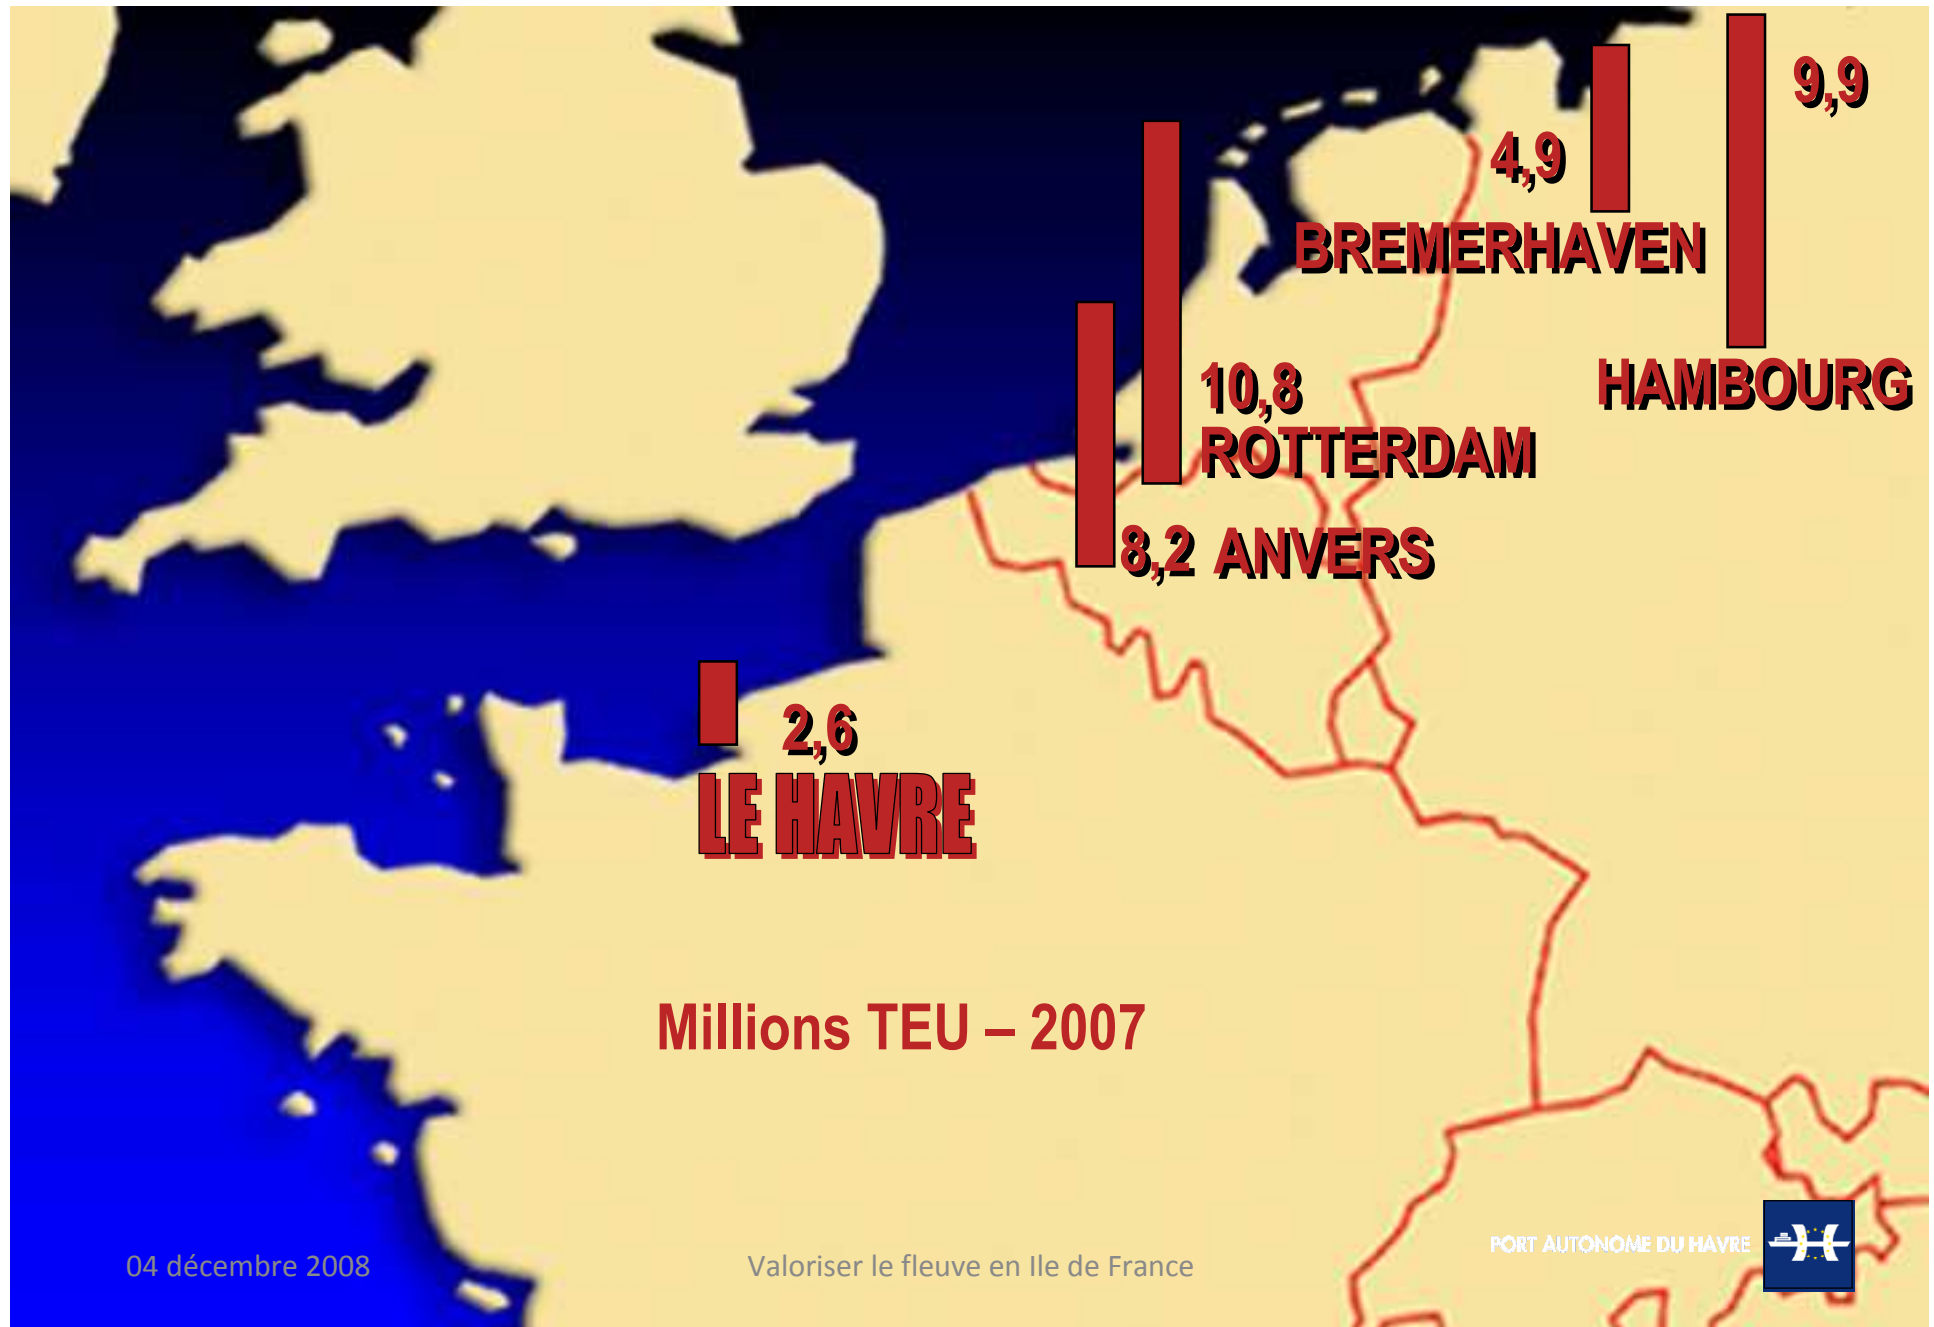 9,9
4,9
BREMERHAVEN
HAMBOURG
10,8
ROTTERDAM
8,2 ANVERS
2,6
LE HAVRE
Millions TEU – 2007
PORT AUTONOME DU HAVRE
04 décembre 2008
Valoriser le fleuve en Ile de France